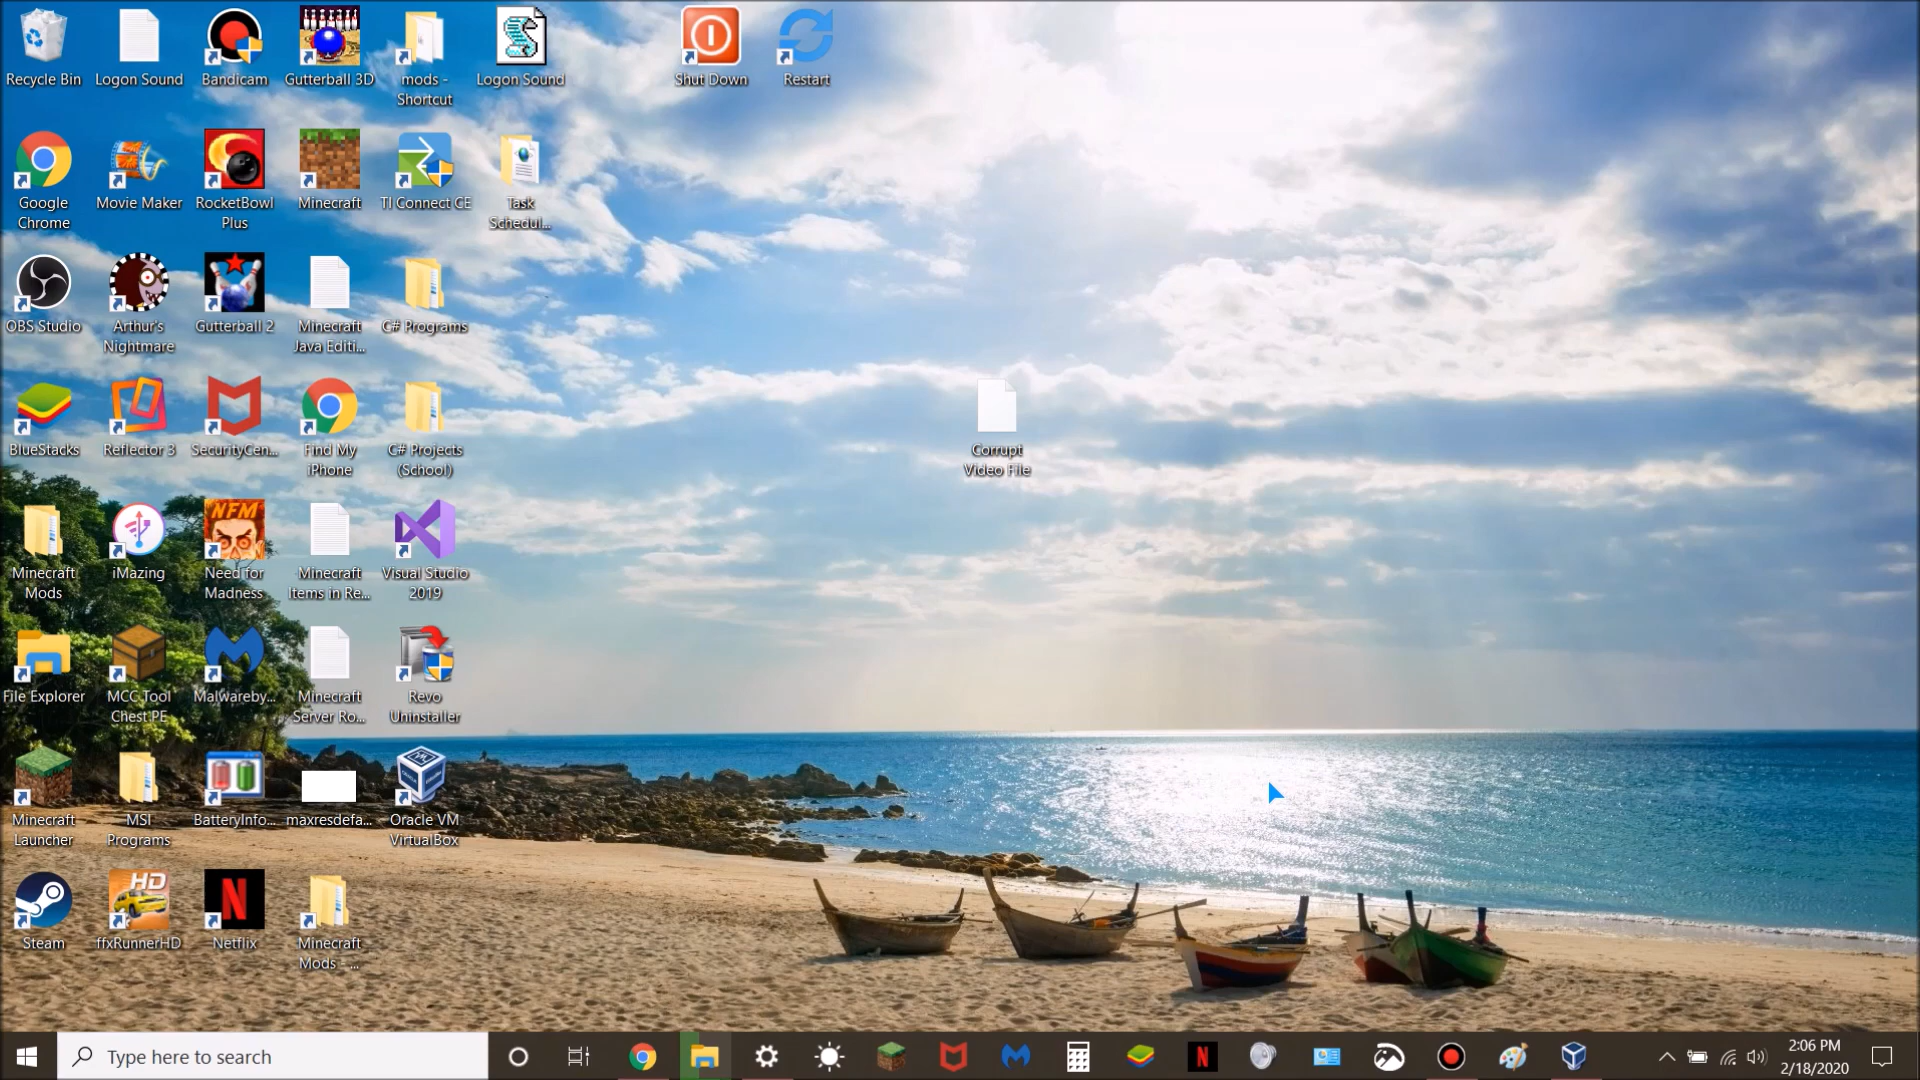 Recycle Bin
Logon Sound
Bandicam
Gutterball 3D
mods -
Shortcut
Logon Sound
Shut Down
Restart
Google
Chrome
Movie Maker
RocketBowl
Plus
Minecraft
TI Connect CE
Task
Schedul...
OBS Studio
Arthur's
Nightmare
Gutterball 2
Minecraft
Java Editi...
C# Programs
BlueStacks
Reflector 3
SecurityCen...
Find My
iPhone
C# Projects
(School)
Corrupt
Video File
Minecraft
Mods
iMazing
NFM
Need for
Madness
Minecraft
Items in Re...
Visual Studio
2019
File Explorer
MCC Tool
Chest PE
Malwareby...
Minecraft
Server Ro...
Revo
Uninstaller
Minecraft
Launcher
MSI
Programs
BatteryInfo...
maxresdefa...
Oracle VM
VirtualBox
Steam
HD
ffxRunnerHD
N
Netflix
Minecraft
Mods - ...
Type here to search
N
2:06 PM
2/18/2020